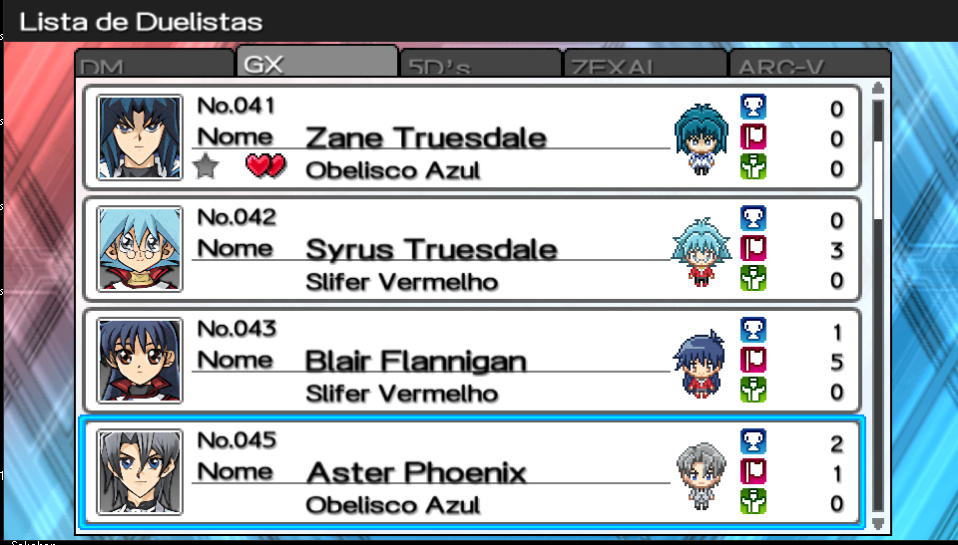 Lista de Duelistas
DM GX 5D's ZEXAL ARC-V
No.041
0
Nome Zane Truesdale
0
Obelisco Azul
0
No.042
0
Nome Syrus Truesdale
3
Slifer Vermelho
0
No.043
1
Nome Blair Flannigan
5
Slifer Vermelho
0
No.045
2
Nome Aster Phoenix
1
Obelisco Azul
0